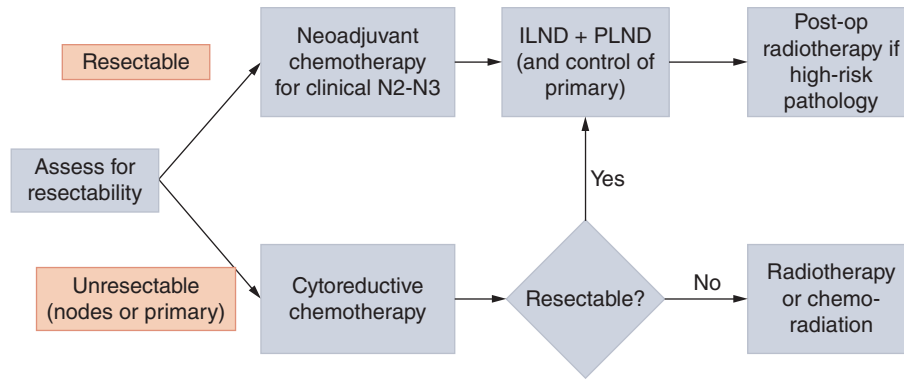 Resectable
Neoadjuvant
chemotherapy
for clinical N2-N3
ILND + PLND
(and control of
primary)
Post-op
radiotherapy if
high-risk
pathology
Assess for
resectability
Yes
Unresectable
(nodes or primary)
Cytoreductive
chemotherapy
Resectable?
No
Radiotherapy
or chemo-
radiation